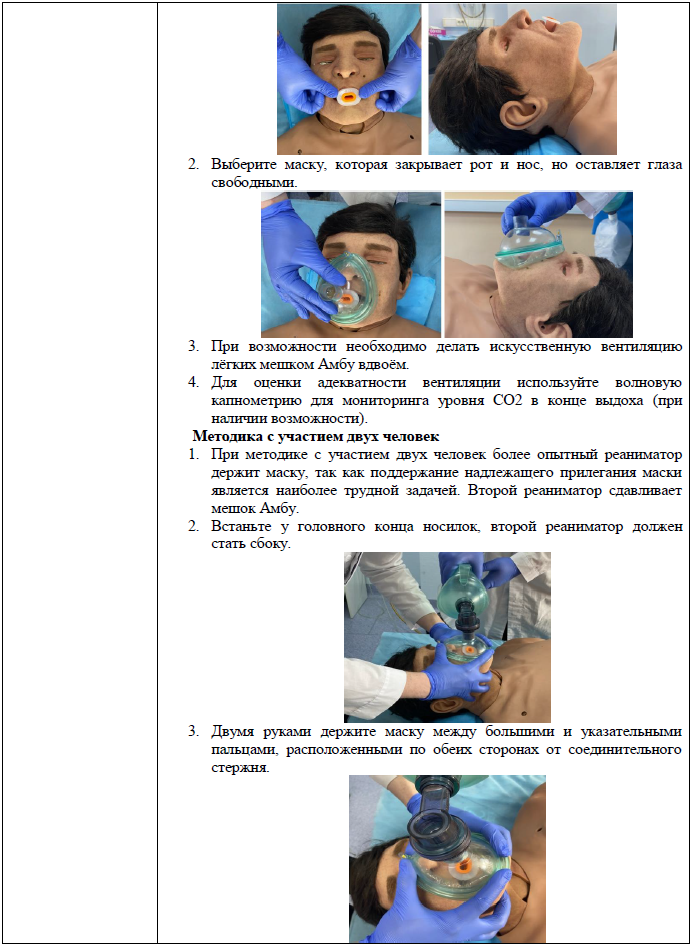 2. Выберите маску, которая закрывает рот и нос, но оставляет глаза
свободными.
3. При возможности необходимо делать искусственную вентиляцию
лёгких мешком Амбу вдвоём.
4. Для оценки адекватности вентиляции используйте волновую
капнометрию для мониторинга уровня СО2 в конце выдоха (при
наличии возможности).
Методика с участием двух человек
1. При методике с участием двух человек более опытный реаниматор
держит маску, так как поддержание надлежащего прилегания маски
является наиболее трудной задачей. Второй реаниматор сдавливает
мешок Амбу.
2. Встаньте у головного конца носилок, второй реаниматор должен
стать сбоку.
3. Двумя руками держите маску между большими и указательными
пальцами, расположенными по обеих сторонах от соединительного
стержня.